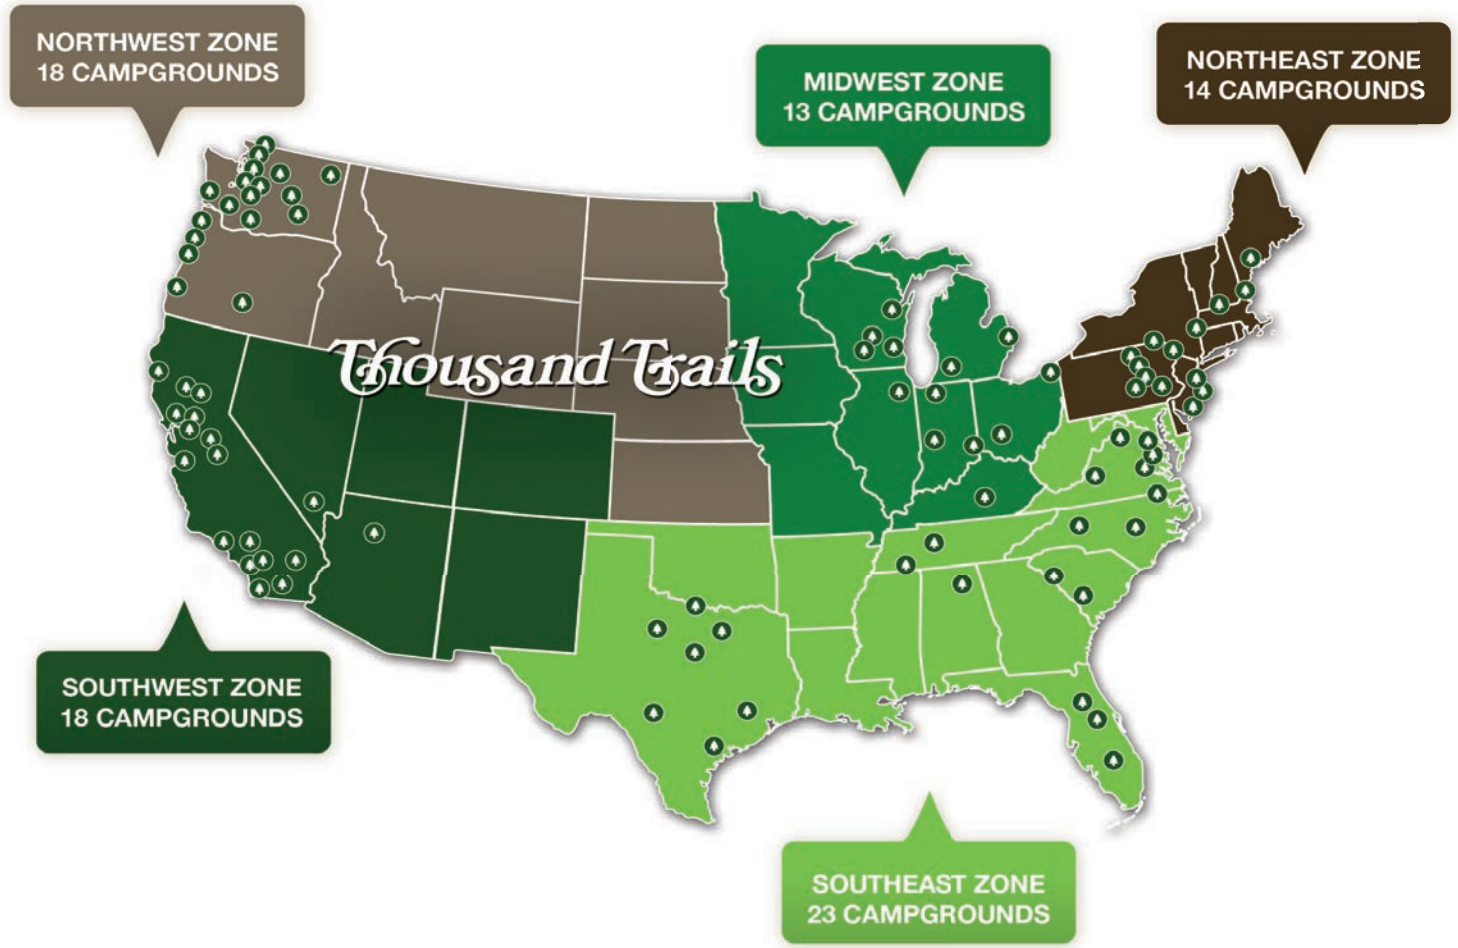 NORTHWEST ZONE
18 CAMPGROUNDS
MIDWEST ZONE
13 CAMPGROUNDS
NORTHEAST ZONE
14 CAMPGROUNDS
Thousand Trails
SOUTHWEST ZONE
18 CAMPGROUNDS
SOUTHEAST ZONE
23 CAMPGROUNDS